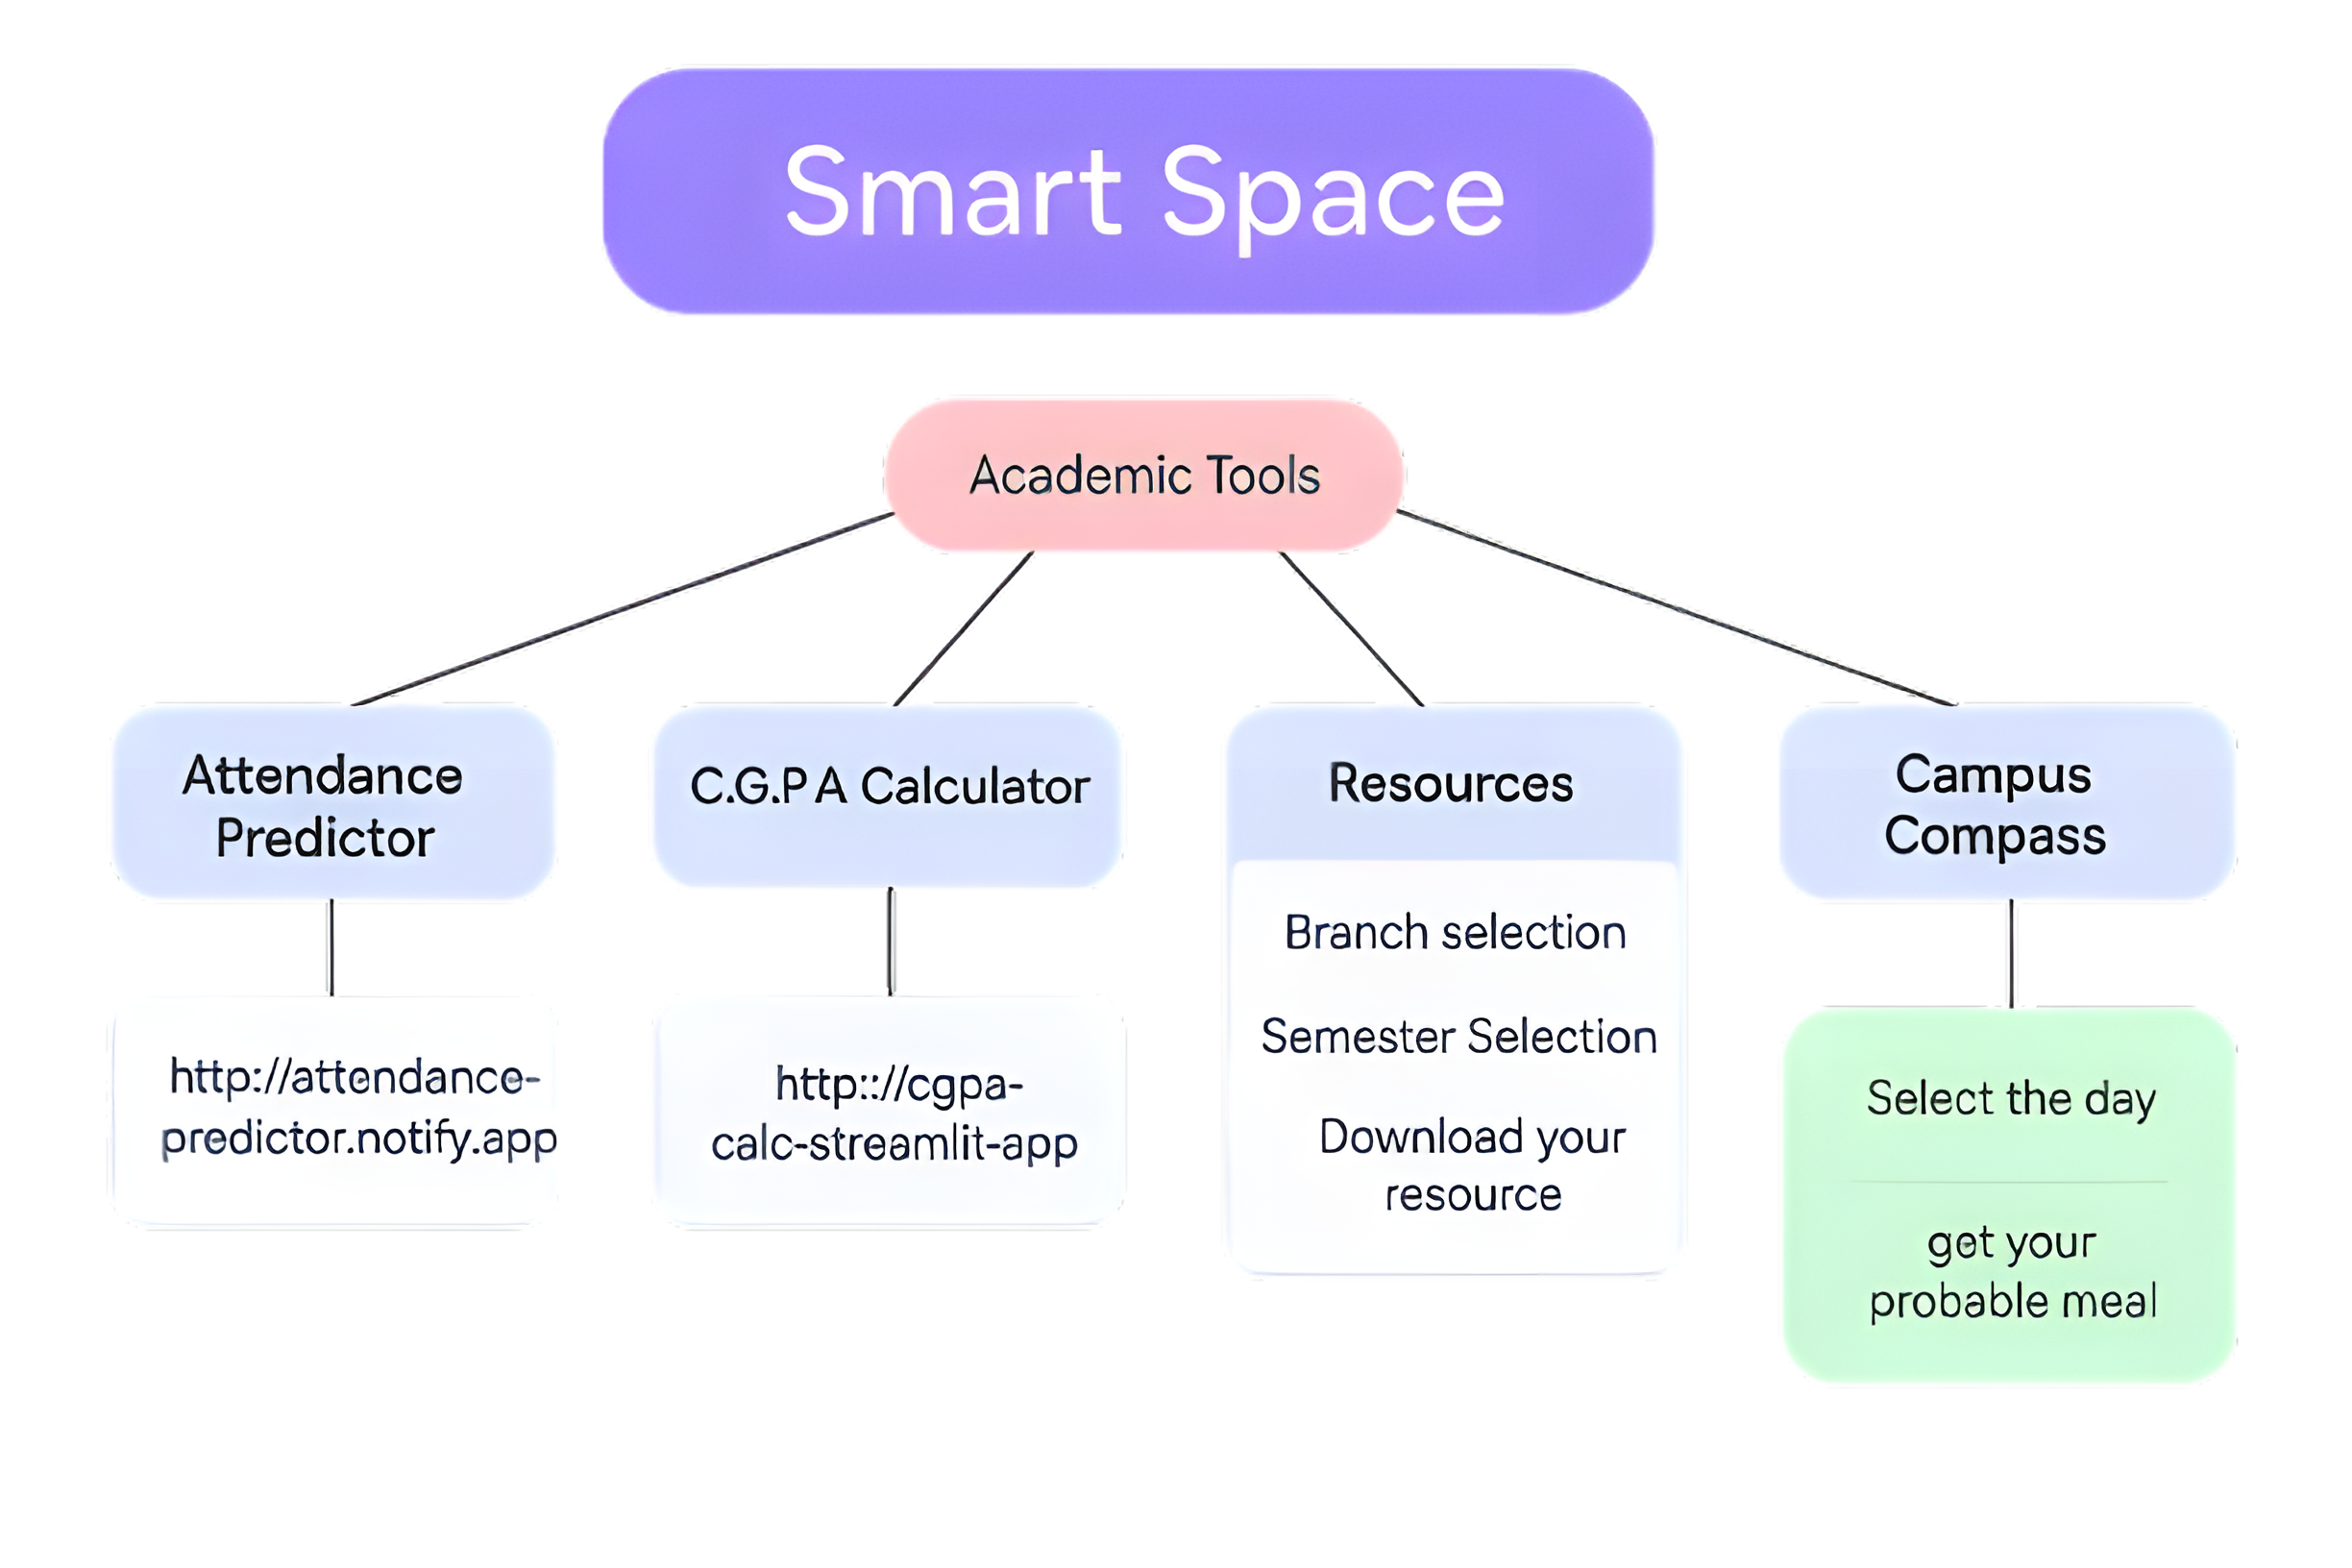 Smart Space
Academic Tools
Attendance
Predictor
C.G.P A Calculator
Resources
Campus
Compass
http://attendance-
predictor.notify.app
http:://cgpa-
calc-streamlit-app
Branch selection
Semester Selection
Download your
resource
Select the day
get your
probable meal